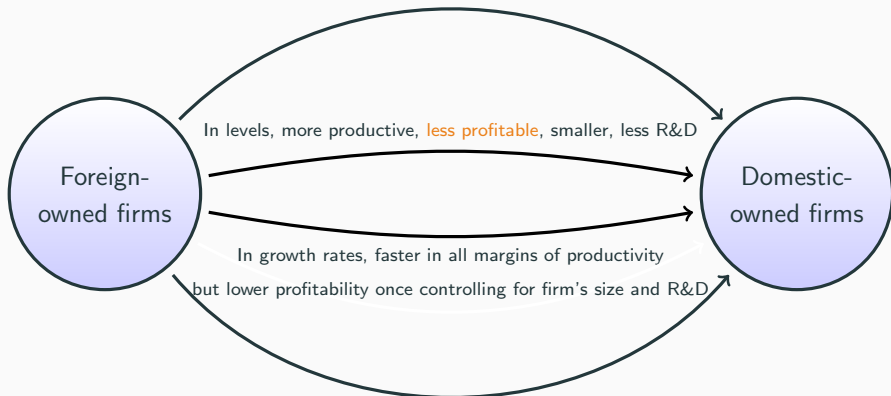 In levels, more productive, less profitable, smaller, less R&D
Foreign-
owned firms
Domestic-
owned firms
In growth rates, faster in all margins of productivity
but lower profitability once controlling for firm's size and R&D